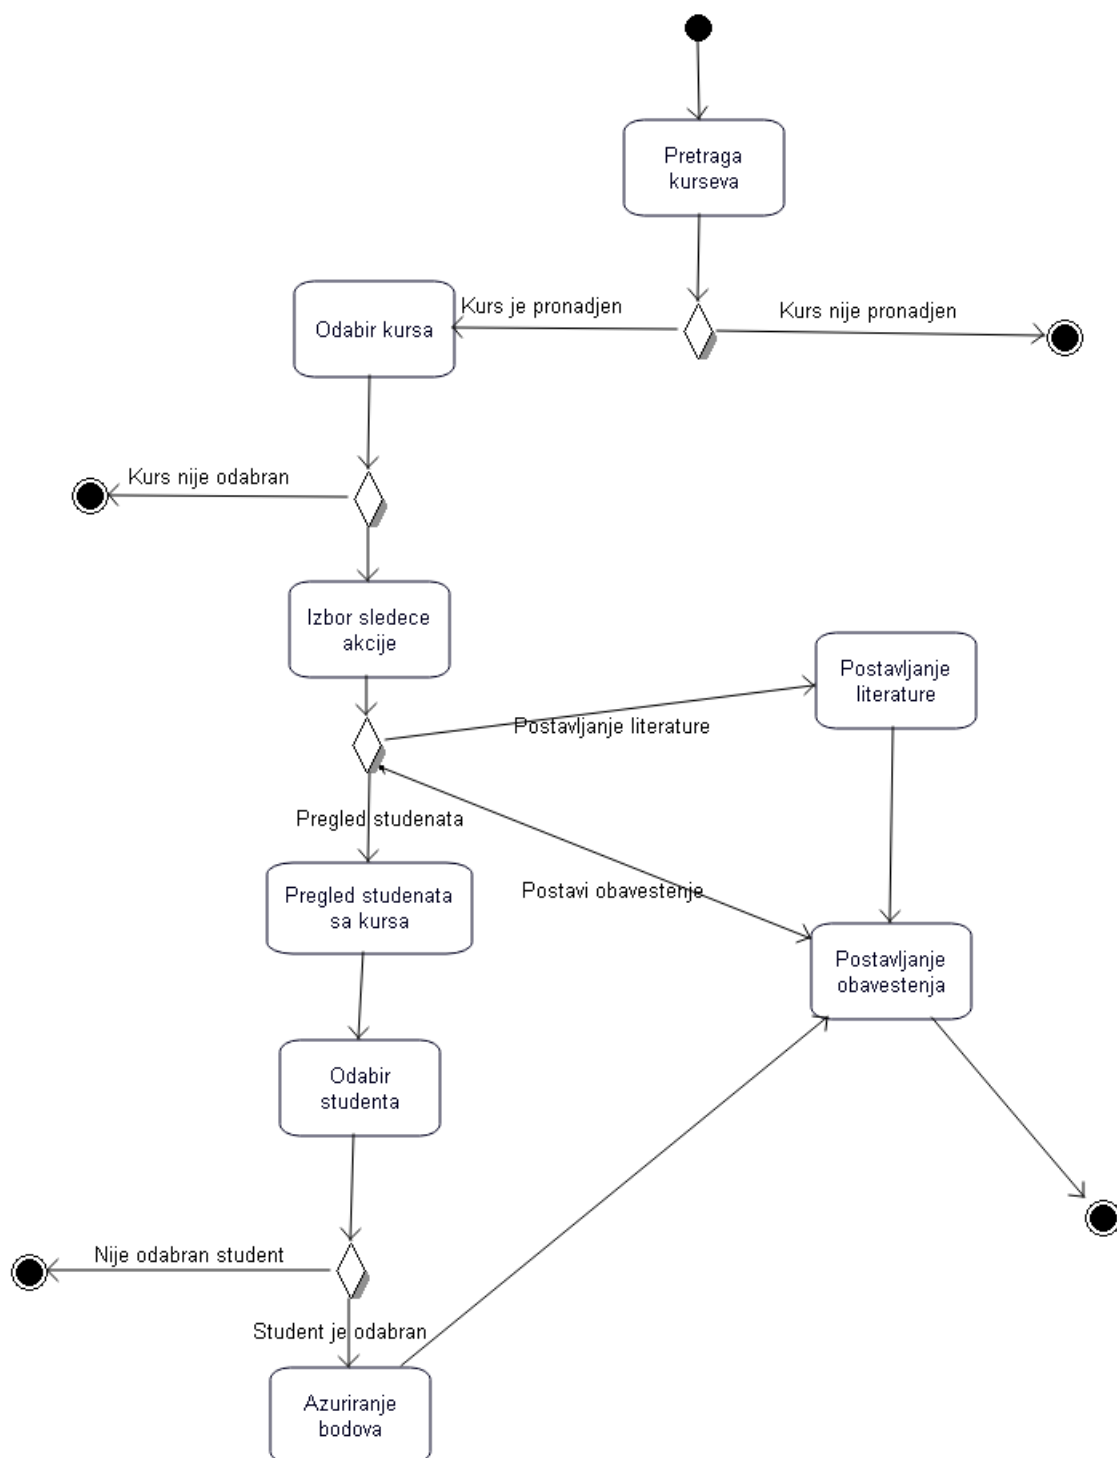 Pretraga
kurseva
Kurs je pronadjen
Kurs nije pronadjen
Odabir kursa
Kurs nije odabran
Izbor sledece
akcije
Postavljanje
literature
Postavljanje literature
Pregled studenata
Pregled studenata
sa kursa
Postavi obavestenje
Postavljanje
obavestenja
Odabir
studenta
Nije odabran student
Student je odabran
Azuriranje
bodova